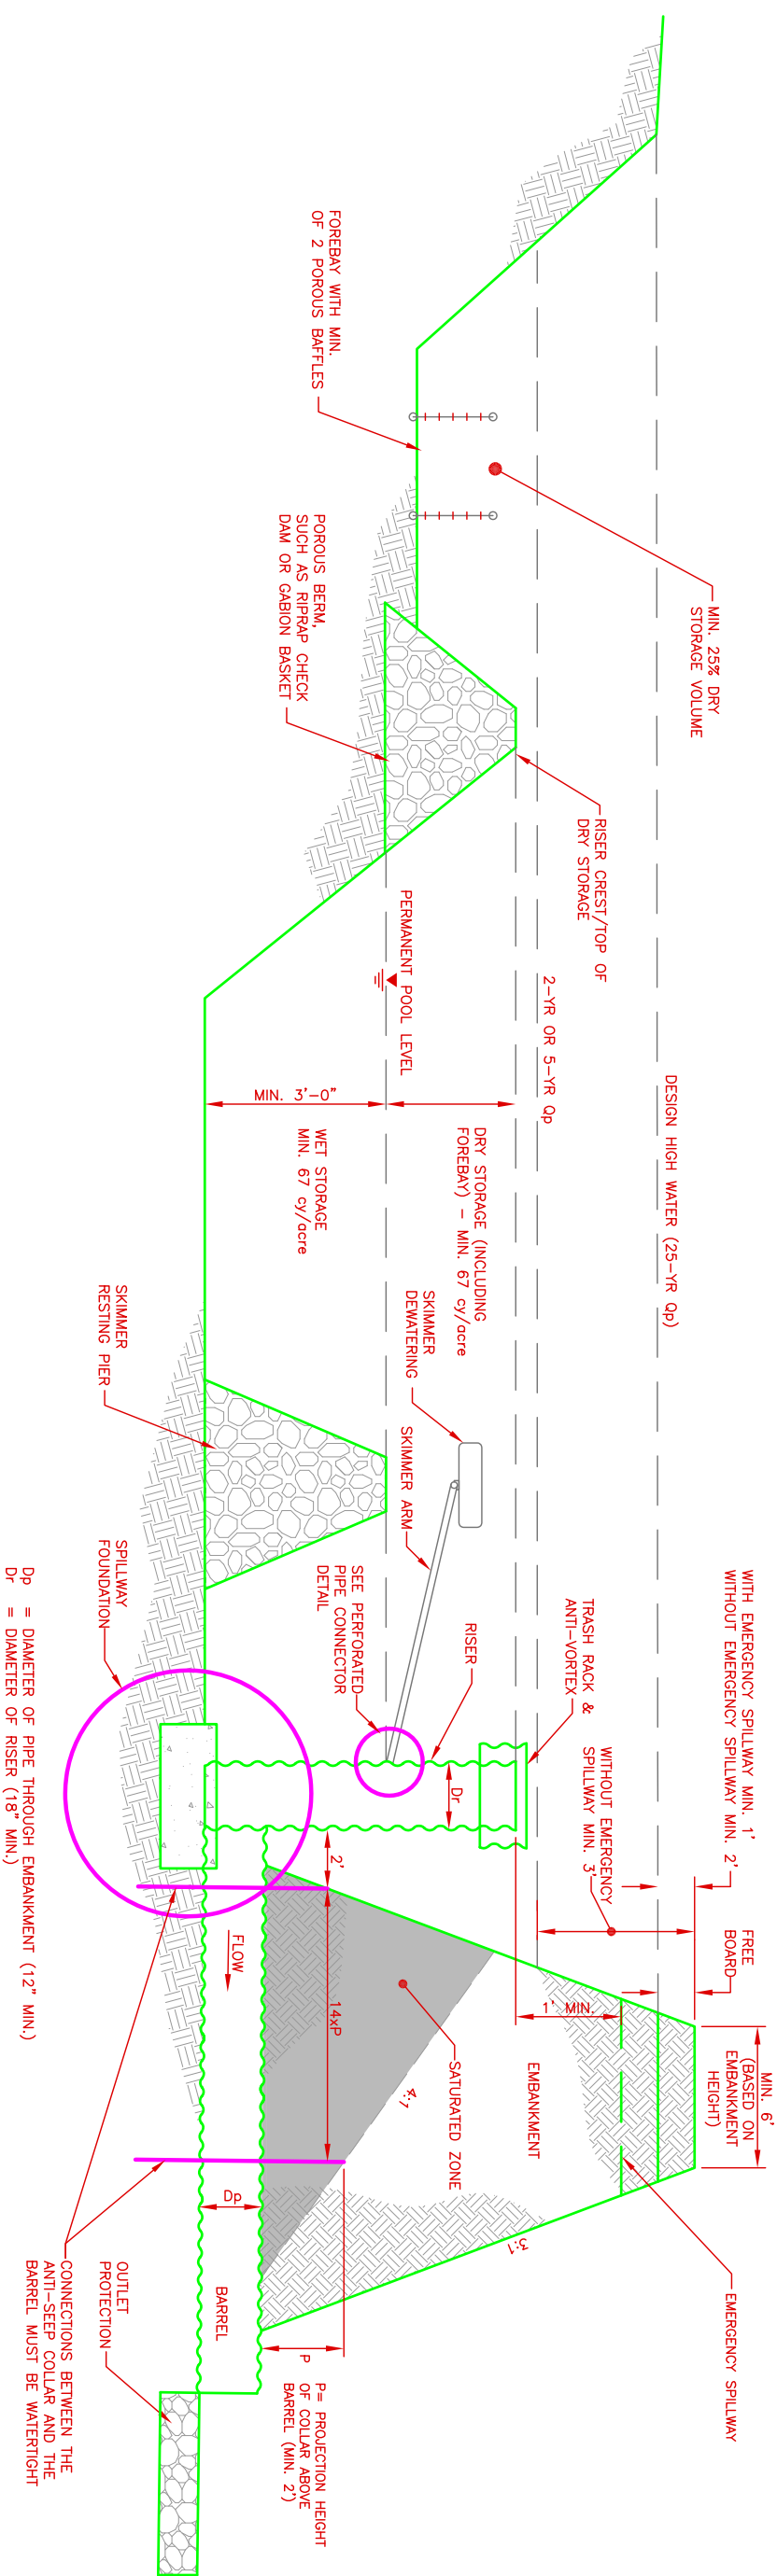 FOREBAY WITH MIN.
OF 2 POROUS BAFFLES
MIN. 25% DRY
STORAGE VOLUME
POROUS BERM,
SUCH AS RIPRAP CHECK
DAM OR GABION BASKET
RISER CREST/TOP OF
DRY STORAGE
PERMANENT POOL LEVEL
2-YR OR 5-YR Qp
DESIGN HIGH WATER (25-YR Qp)
MIN. 3'-0"
WET STORAGE
MIN. 67 cy/acre
DRY STORAGE (INCLUDING
FOREBAY) - MIN. 67 cy/acre
SKIMMER
DEWATERING
SKIMMER
RESTING PIER
SKIMMER ARM
SEE PERFORATED
PIPE CONNECTOR
DETAIL
RISER
TRASH RACK &
ANTI-VORTEX
SPILLWAY
FOUNDATION
Dp = DIAMETER OF PIPE THROUGH EMBANKMENT (12" MIN.)
Dr = DIAMETER OF RISER (18" MIN.)
WITH EMERGENCY SPILLWAY MIN. 1'
WITHOUT EMERGENCY SPILLWAY MIN. 2'
WITHOUT EMERGENCY
SPILLWAY MIN. 3'
FREE
BOARD
Dr
2'
FLOW
14xP
1' MIN.
EMBANKMENT
SATURATED ZONE
4:1
MIN. 6'
(BASED ON
EMBANKMENT
HEIGHT)
3:1
EMERGENCY SPILLWAY
Dp
BARREL
P
P= PROJECTION HEIGHT
OF COLLAR ABOVE
BARREL (MIN. 2')
OUTLET
PROTECTION
CONNECTIONS BETWEEN THE
ANTI-SEEP COLLAR AND THE
BARREL MUST BE WATERTIGHT